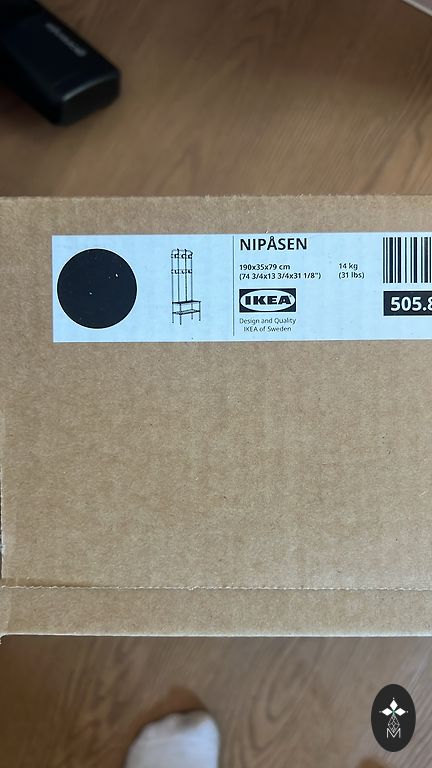 NIPÅSEN
190x35x79 cm
(74 3/4x13 3/4x31 1/8")
14 kg
(31 lbs)
IKEA
Design and Quality
IKEA of Sweden
505.8
M